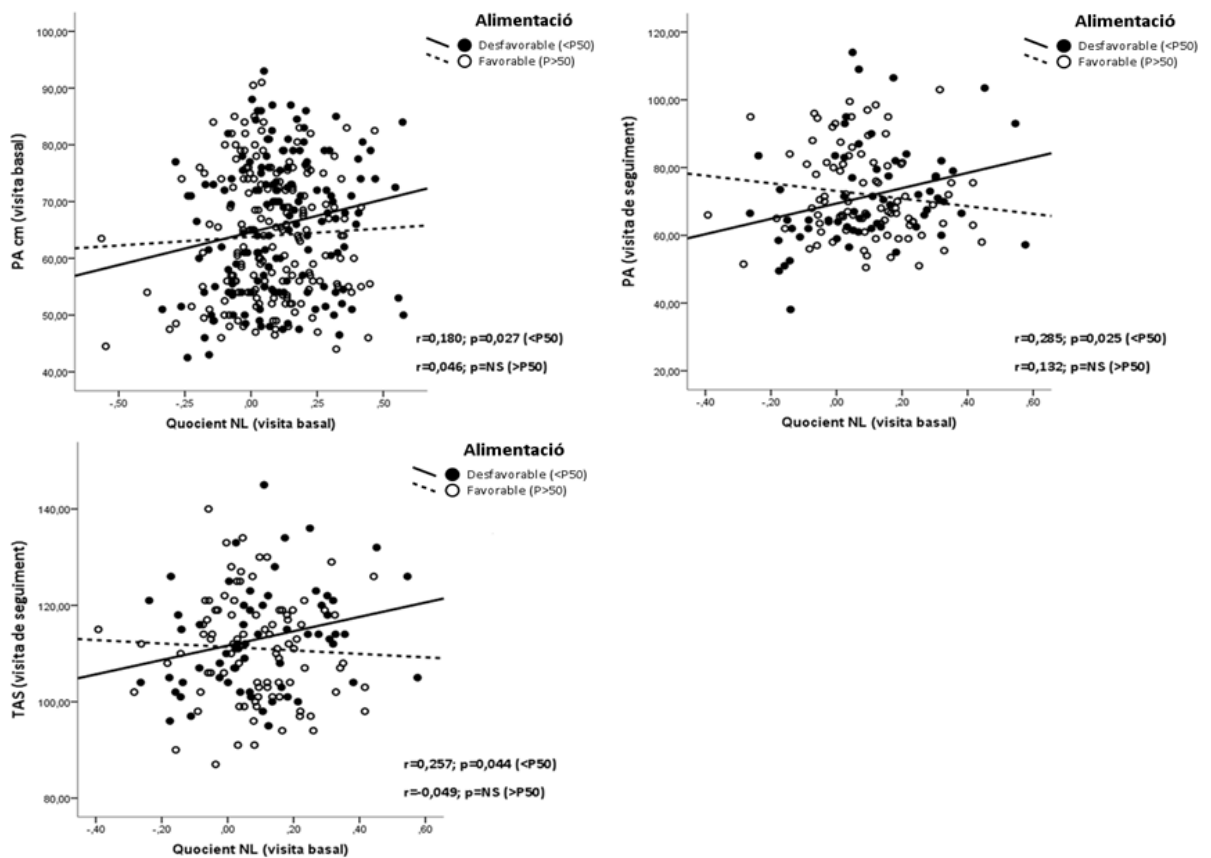 Alimentació
Desfavorable (<P50)
Favorable (P>50)
100,00
90,00
80,00
70,00
60,00
50,00
40,00
PA cm (visita basal)
r=0,180; p=0,027 (<P50)
r=0,046; p=NS (>P50)
-,50
-,25
,00
,25
,50
Quocient NL (visita basal)
Alimentació
Desfavorable (<P50)
Favorable (P>50)
120,00
100,00
80,00
60,00
40,00
20,00
PA (visita de seguiment)
r=0,285; p=0,025 (<P50)
r=0,132; p=NS (>P50)
-,40
-,20
,00
,20
,40
,60
Quocient NL (visita basal)
Alimentació
Desfavorable (<P50)
Favorable (P>50)
140,00
120,00
100,00
80,00
TAS (visita de seguiment)
r=0,257; p=0,044 (<P50)
r=-0,049; p=NS (>P50)
-,40
-,20
,00
,20
,40
,60
Quocient NL (visita basal)